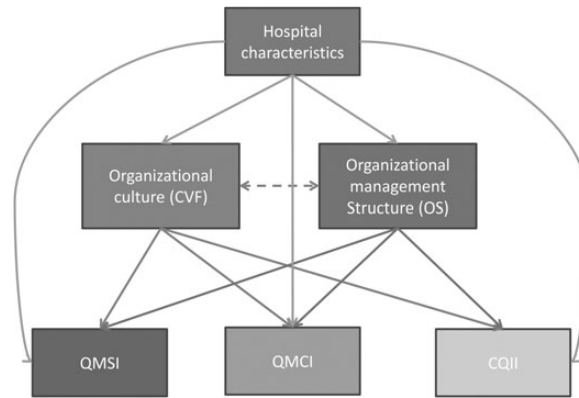 Hospital
characteristics
Organizational
culture (CVF)
Organizational
management
Structure (OS)
QMSI
QMCI
CQII